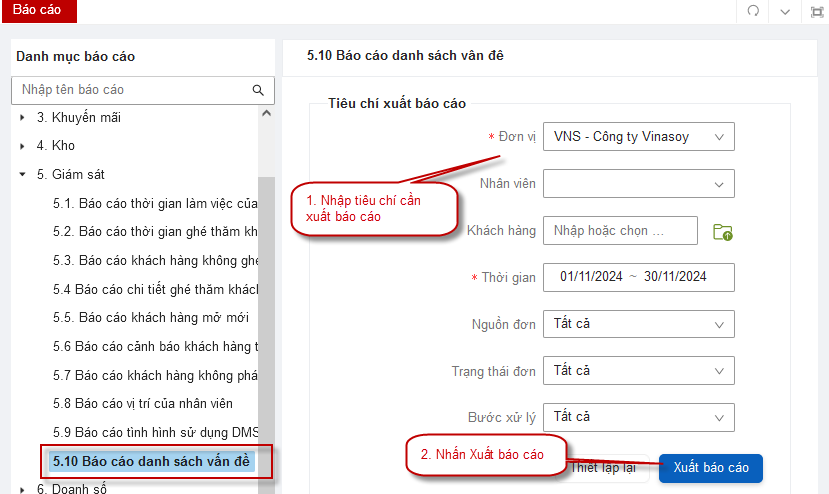 Báo cáo
Danh mục báo cáo
Nhập tên báo cáo
3. Khuyến mãi
4. Kho
5. Giám sát
5.1. Báo cáo thời gian làm việc của
5.2. Báo cáo thời gian ghé thăm kh
5.3. Báo cáo khách hàng không ghé
5.4 Báo cáo chi tiết ghé thăm khách
5.5. Báo cáo khách hàng mở mới
5.6 Báo cáo cảnh báo khách hàng t
5.7 Báo cáo khách hàng không phá
5.8 Báo cáo vị trí của nhân viên
5.9 Báo cáo tình hình sử dụng DMS
5.10 Báo cáo danh sách vấn đề
6. Doanh số
5.10 Báo cáo danh sách vấn đề
Tiêu chí xuất báo cáo
* Đơn vị VNS - Công ty Vinasoy
Nhân viên
1. Nhập tiêu chí cần
xuất báo cáo
Khách hàng Nhập hoặc chọn ...
* Thời gian 01/11/2024 ~ 30/11/2024
Nguồn đơn Tất cả
Trạng thái đơn Tất cả
Bước xử lý Tất cả
2. Nhấn Xuất báo cáo
Thiết lập lại Xuất báo cáo